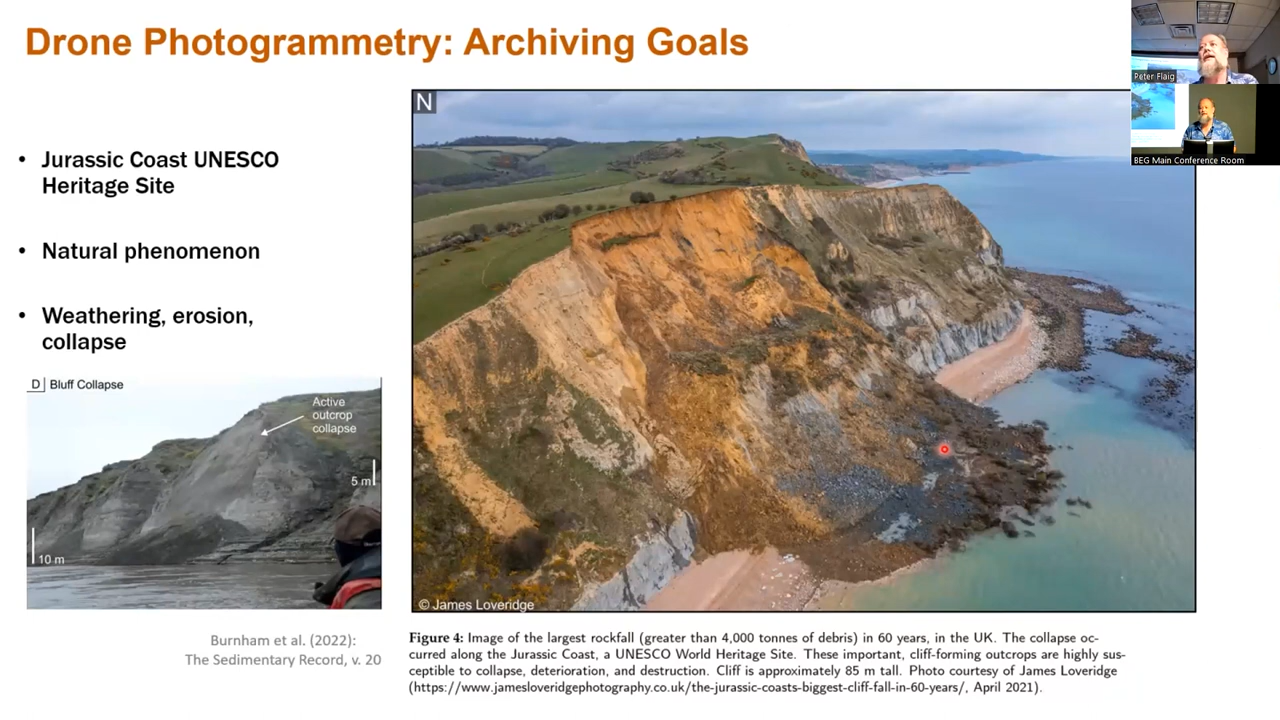 Drone Photogrammetry: Archiving Goals
Peter Flaig
BEG Main Conference Room
• Jurassic Coast UNESCO
Heritage Site
• Natural phenomenon
• Weathering, erosion,
collapse
D Bluff Collapse
Active
outcrop
collapse
5 m
10 m
Burnham et al. (2022):
The Sedimentary Record, v. 20
N
© James Loveridge
Figure 4: Image of the largest rockfall (greater than 4,000 tonnes of debris) in 60 years, in the UK. The collapse oc-
curred along the Jurassic Coast, a UNESCO World Heritage Site. These important, cliff-forming outcrops are highly sus-
ceptible to collapse, deterioration, and destruction. Cliff is approximately 85 m tall. Photo courtesy of James Loveridge
(https://www.jamesloveridgephotography.co.uk/the-jurassic-coasts-biggest-cliff-fall-in-60-years/, April 2021).